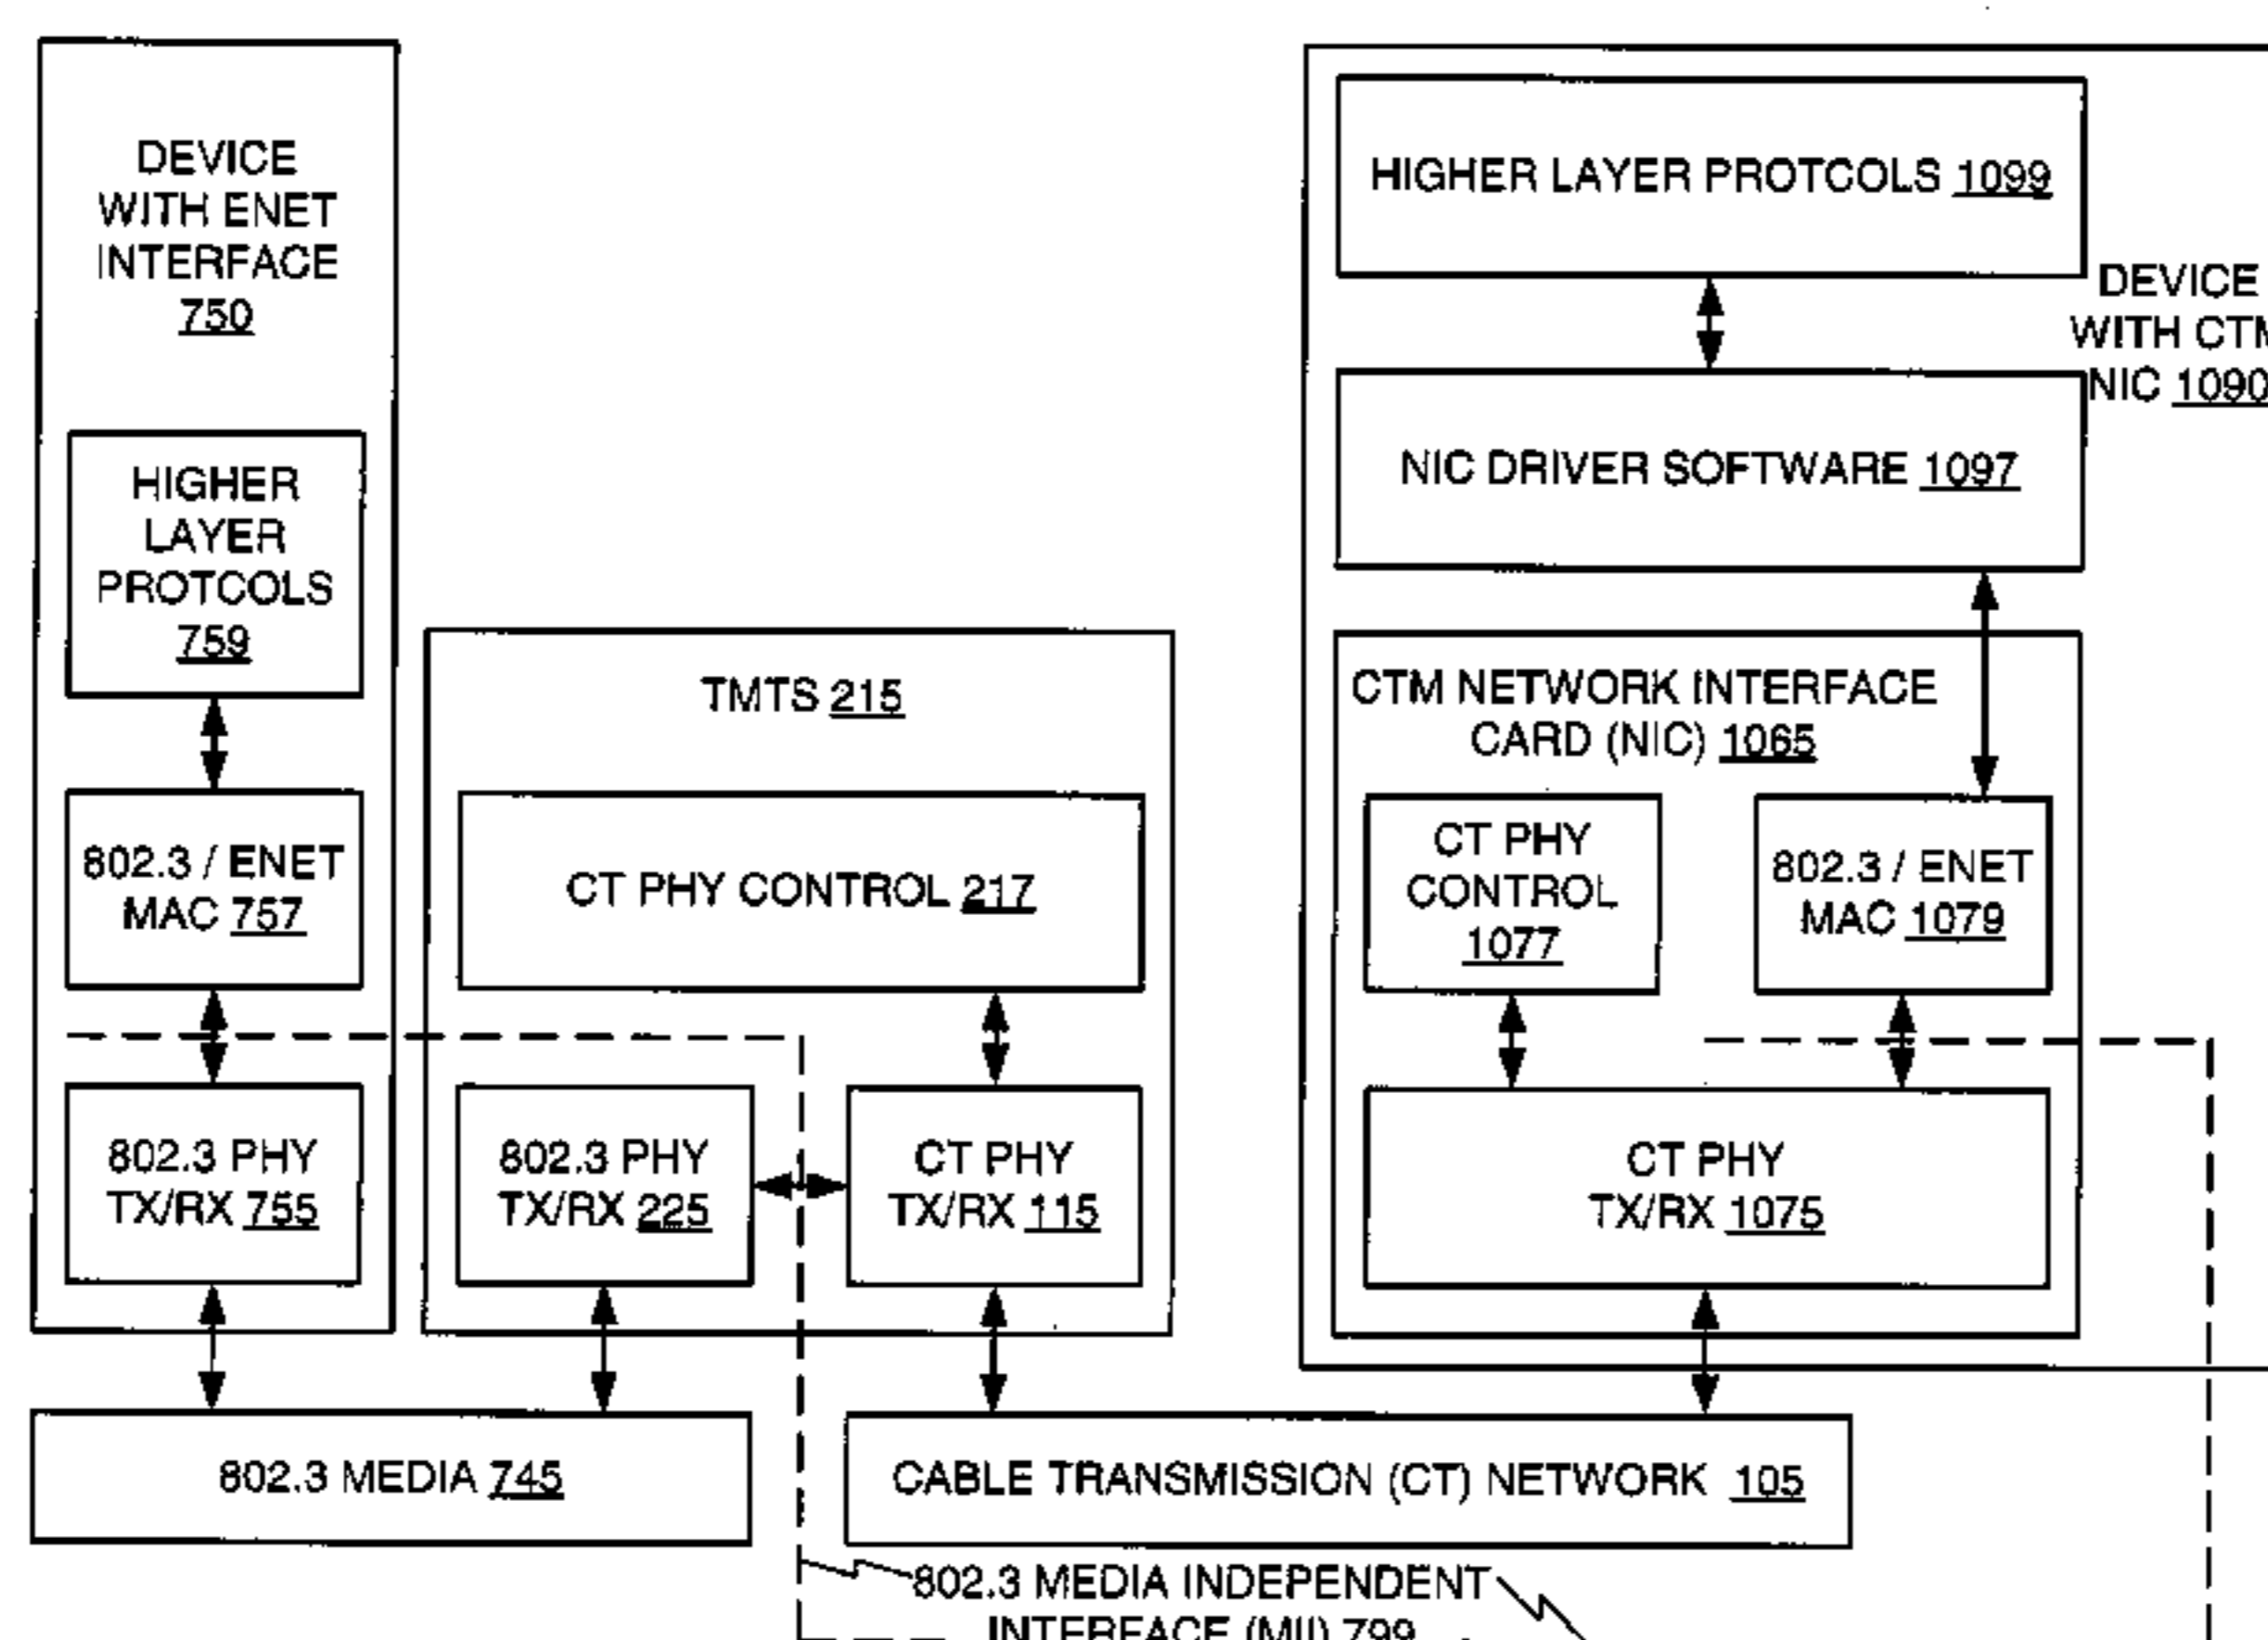 DEVICE
WITH ENET
INTERFACE
750
HIGHER
LAYER
PROTCOLS
759
802.3 / ENET
MAC 757
802.3 PHY
TX/RX 755
802.3 MEDIA 745
TMTS 215
CT PHY CONTROL 217
802.3 PHY
TX/RX 225
CT PHY
TX/RX 115
HIGHER LAYER PROTCOLS 1099
DEVICE
WITH CTM
NIC 1090
NIC DRIVER SOFTWARE 1097
CTM NETWORK INTERFACE
CARD (NIC) 1065
CT PHY
CONTROL
1077
802.3 / ENET
MAC 1079
CT PHY
TX/RX 1075
CABLE TRANSMISSION (CT) NETWORK 105
802.3 MEDIA INDEPENDENT
INTERFACE (MII) 799